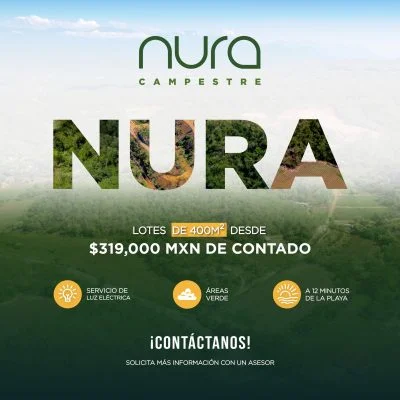 nura
CAMPESTRE
NURA
LOTES DE 400M² DESDE
$319,000 MXN DE CONTADO
SERVICIO DE
LUZ ELÉCTRICA
ÁREAS
VERDE
A 12 MINUTOS
DE LA PLAYA
¡CONTÁCTANOS!
SOLICITA MÁS INFORMACIÓN CON UN ASESOR